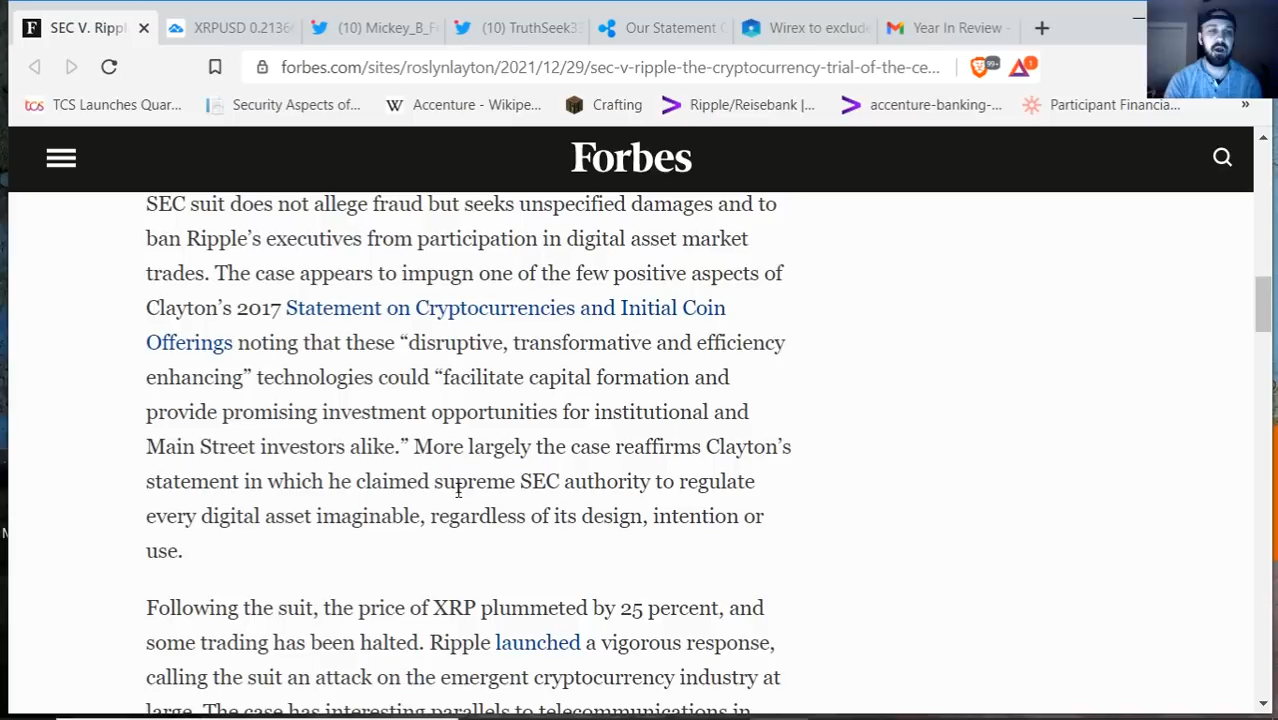 SEC V. Rippl
XRPUSD 0.2136
(10) Mickey_B_F
(10) TruthSeek33
Our Statement
Wirex to exclud
Year In Review -
forbes.com/sites/roslynlayton/2021/12/29/sec-v-ripple-the-cryptocurrency-trial-of-the-ce...
99+
1
tcs TCS Launches Quar...
Security Aspects of...
W Accenture - Wikipe...
Crafting
Ripple/Reisebank |...
accenture-banking-...
Participant Financia...
»
Forbes
SEC suit does not allege fraud but seeks unspecified damages and to
ban Ripple’s executives from participation in digital asset market
trades. The case appears to impugn one of the few positive aspects of
Clayton’s 2017 Statement on Cryptocurrencies and Initial Coin
Offerings noting that these “disruptive, transformative and efficiency
enhancing” technologies could “facilitate capital formation and
provide promising investment opportunities for institutional and
Main Street investors alike.” More largely the case reaffirms Clayton’s
statement in which he claimed supreme SEC authority to regulate
every digital asset imaginable, regardless of its design, intention or
use.
Following the suit, the price of XRP plummeted by 25 percent, and
some trading has been halted. Ripple launched a vigorous response,
calling the suit an attack on the emergent cryptocurrency industry at
large. The case has interesting parallels to telecommunications in